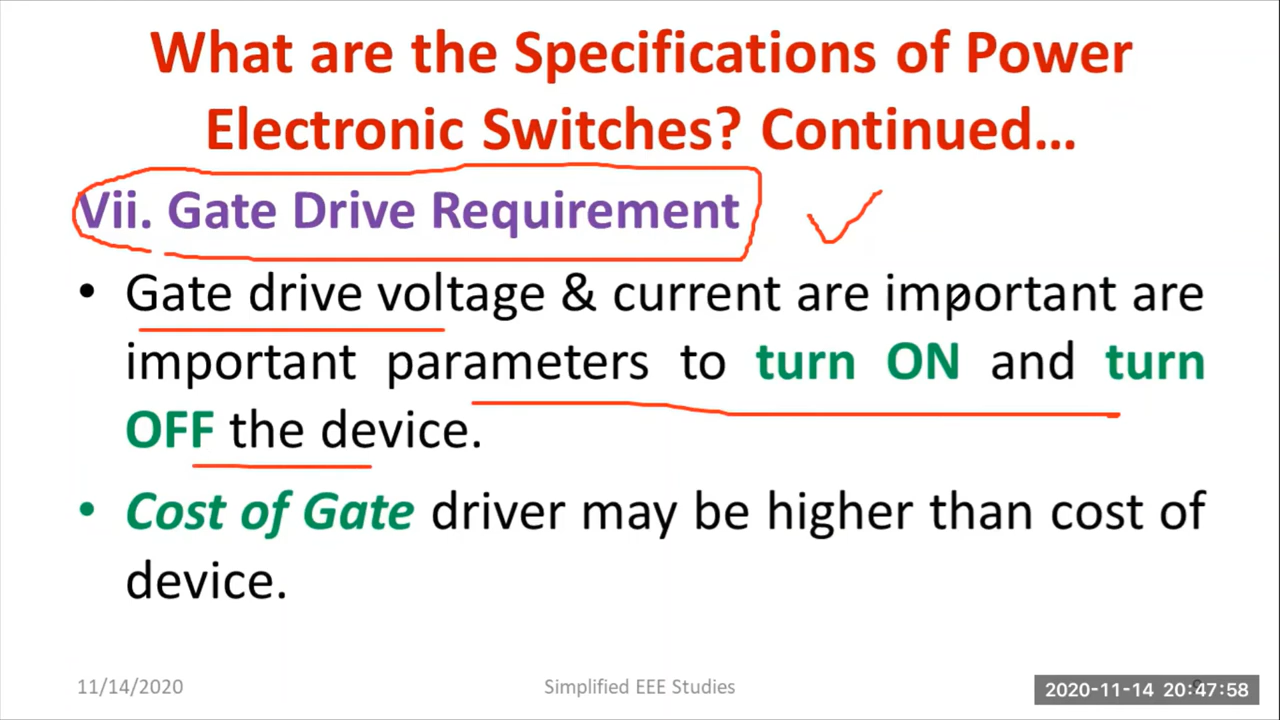 What are the Specifications of Power
Electronic Switches? Continued...
Vii. Gate Drive Requirement
• Gate drive voltage & current are important are
important parameters to turn ON and turn
OFF the device.
• Cost of Gate driver may be higher than cost of
device.
11/14/2020
Simplified EEE Studies
2020-11-14 20:47:58